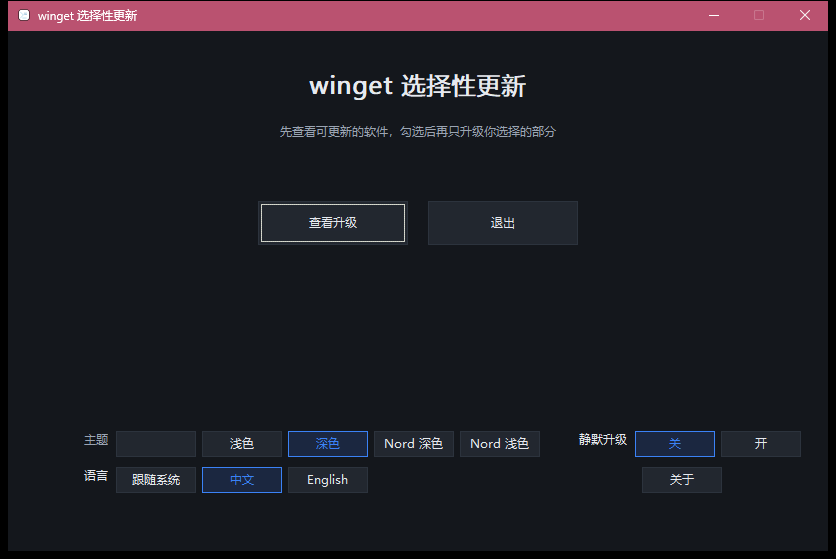 winget 选择性更新
winget 选择性更新
先查看可更新的软件，勾选后再只升级你选择的部分
查看升级 退出
主题 浅色 深色 Nord 深色 Nord 浅色 静默升级 关 开
语言 跟随系统 中文 English 关于